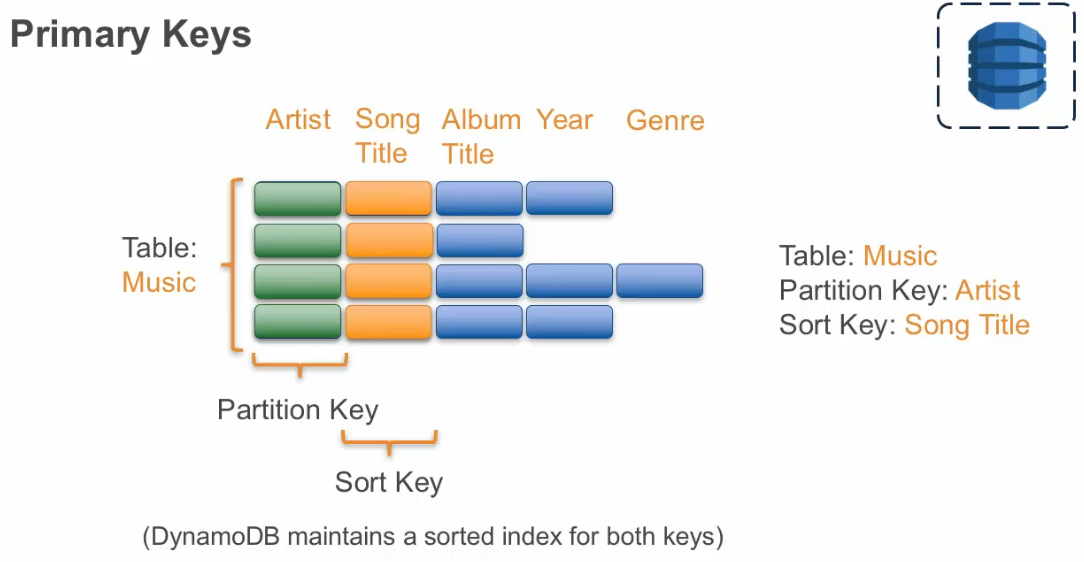 Primary Keys
Artist
Song
Title
Album
Title
Year
Genre
Table:
Music
Table: Music
Partition Key: Artist
Sort Key: Song Title
Partition Key
Sort Key
(DynamoDB maintains a sorted index for both keys)